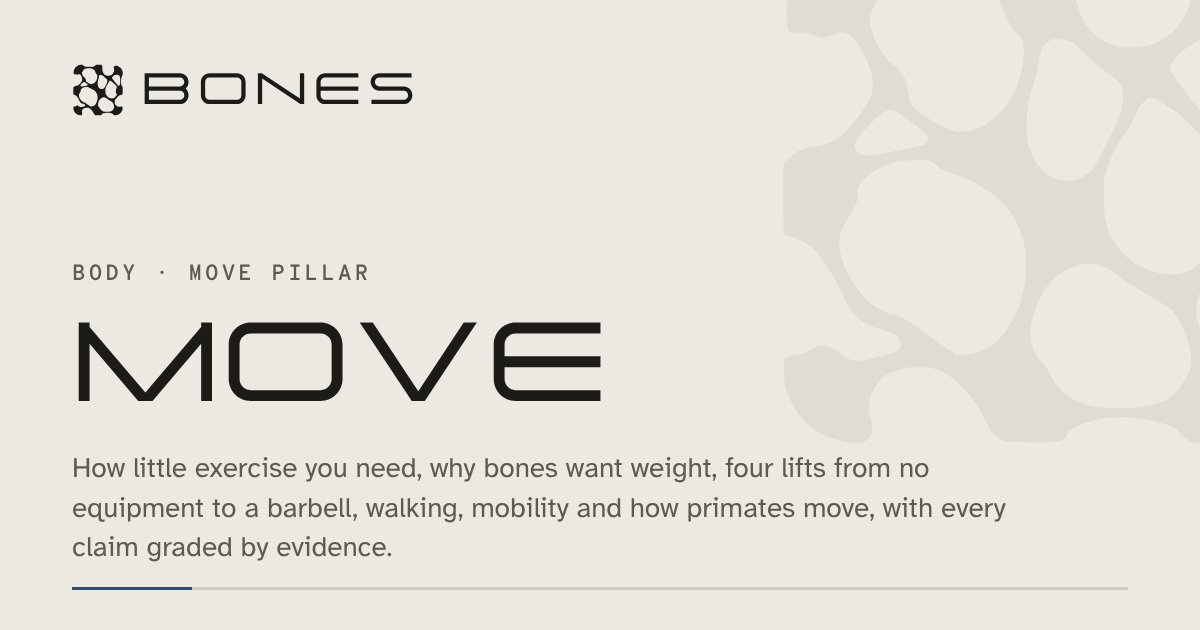 BONES
BODY · MOVE PILLAR
MOVE
How little exercise you need, why bones want weight, four lifts from no
equipment to a barbell, walking, mobility and how primates move, with every
claim graded by evidence.